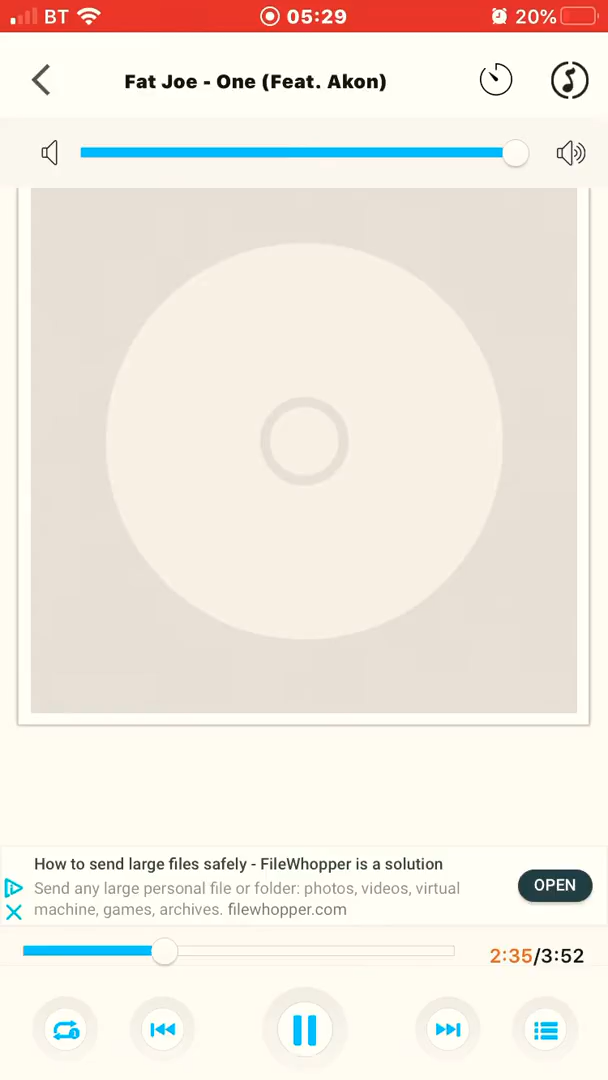 BT 05:29 20%
Fat Joe - One (Feat. Akon)
How to send large files safely - FileWhopper is a solution
Send any large personal file or folder: photos, videos, virtual
machine, games, archives. filewhopper.com
OPEN
2:35/3:52